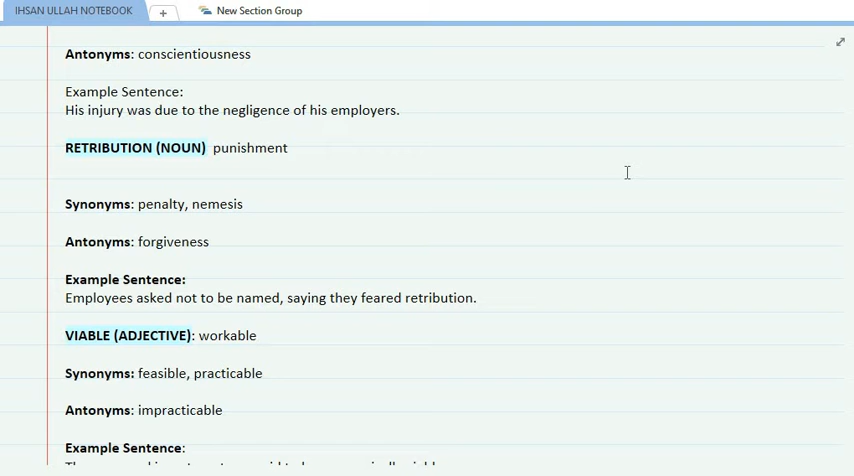 IHSAN ULLAH NOTEBOOK
+
New Section Group
Antonyms: conscientiousness
Example Sentence:
His injury was due to the negligence of his employers.
RETRIBUTION (NOUN) punishment
Synonyms: penalty, nemesis
Antonyms: forgiveness
Example Sentence:
Employees asked not to be named, saying they feared retribution.
VIABLE (ADJECTIVE): workable
Synonyms: feasible, practicable
Antonyms: impracticable
Example Sentence: